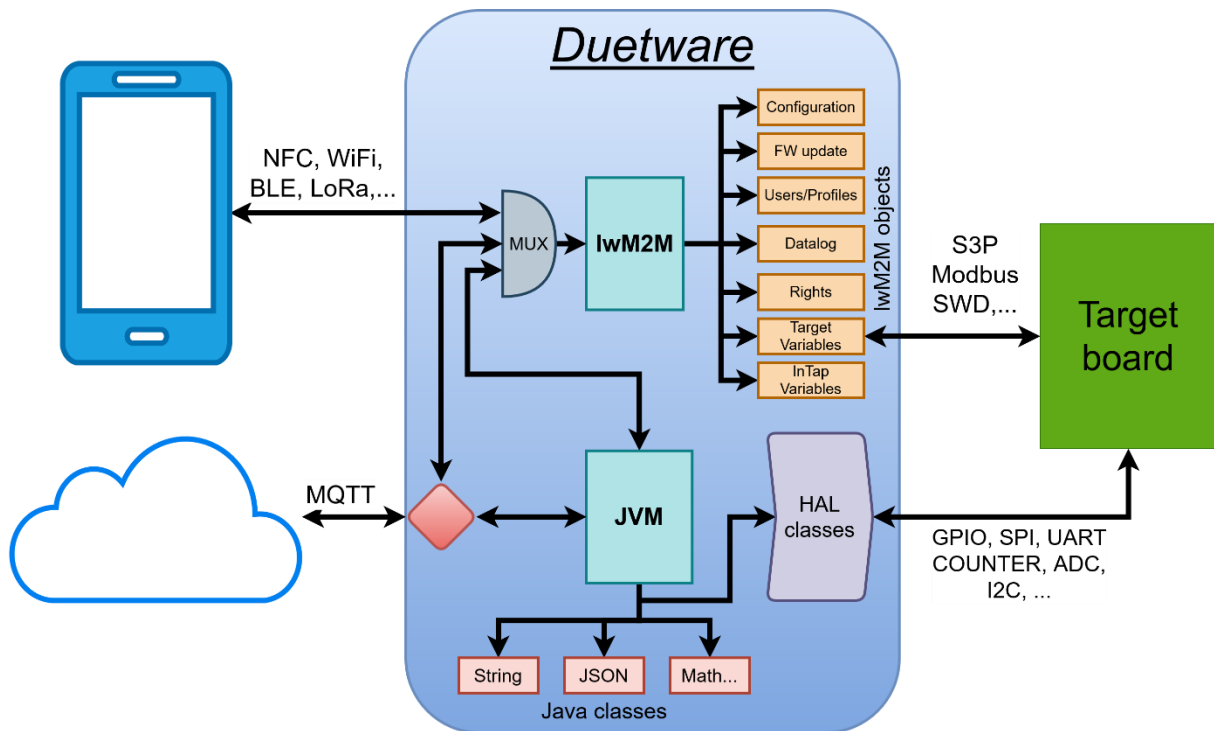 Duetware
NFC, WiFi,
BLE, LoRa,...
MUX
lwM2M
Configuration
FW update
Users/Profiles
Datalog
Rights
Target
Variables
InTap
Variables
lwM2M objects
S3P
Modbus
SWD,...
Target
board
MQTT
JVM
HAL
classes
GPIO, SPI, UART
COUNTER, ADC,
I2C, ...
String
JSON
Math...
Java classes